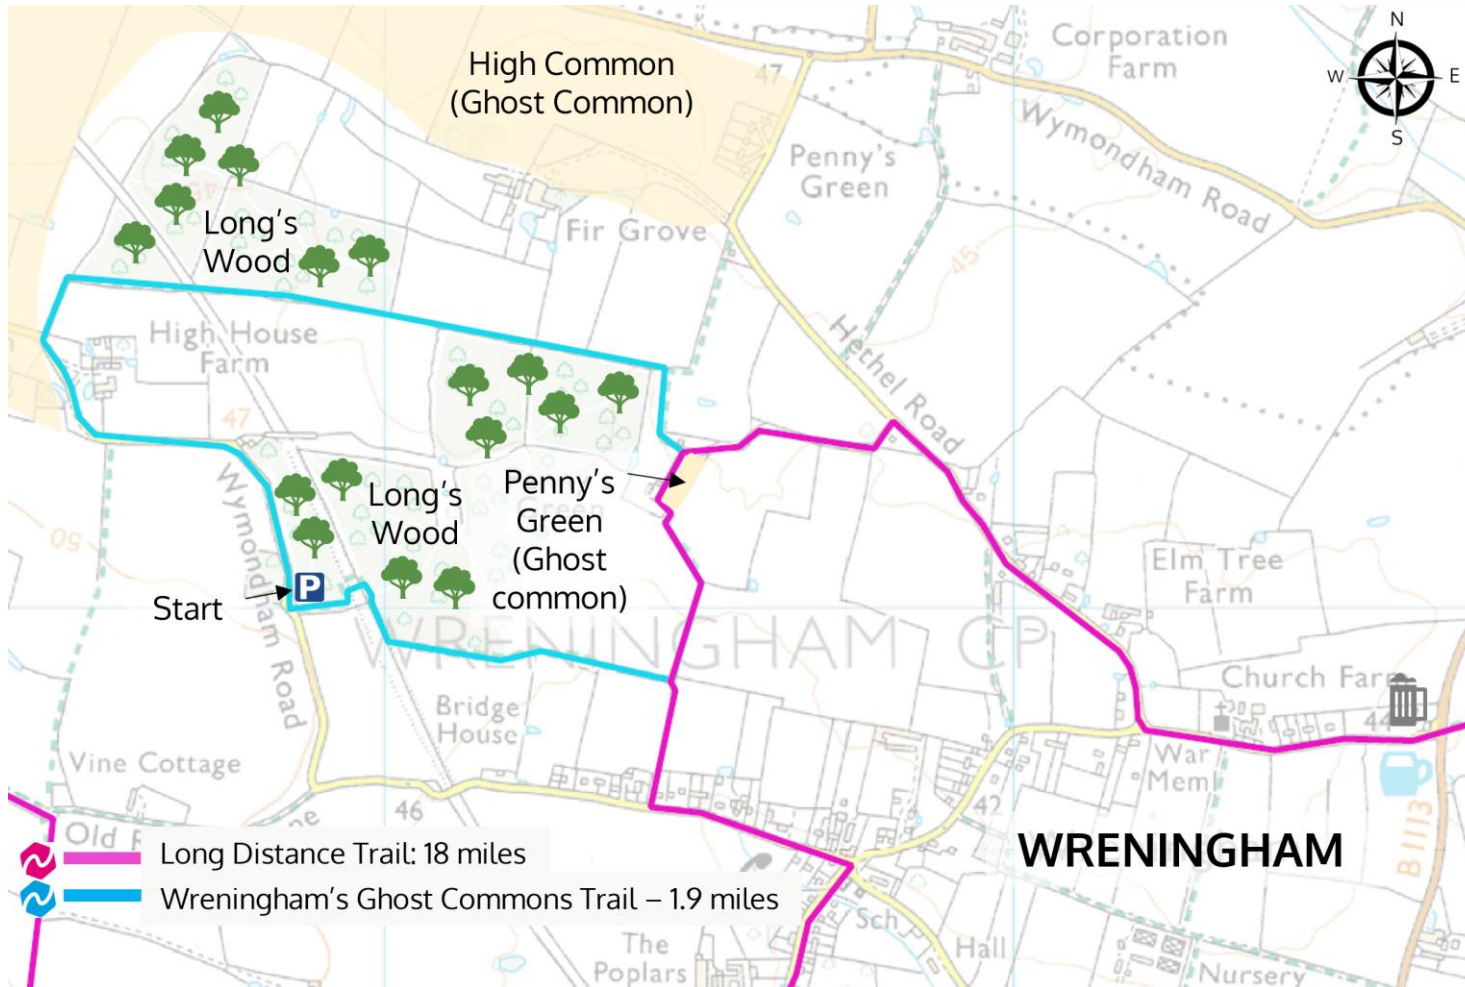 High Common
(Ghost Common)
47
Corporation
Farm
N
W
E
S
Penny's
Green
Wymondham Road
Long's
Wood
Fir Grove
45
High House
Farm
Hethel Road
47
Wymondham Road
50
Long's
Wood
Penny's
Green
(Ghost
common)
P
Start
Elm Tree
Farm
WRENINGHAM CP
Church Farm
44
Bridge
House
War
Meml
Vine Cottage
46
42
Old
B1113
WRENINGHAM
Long Distance Trail: 18 miles
Wreningham's Ghost Commons Trail – 1.9 miles
Sch
Hall
The
Poplars
Nursery